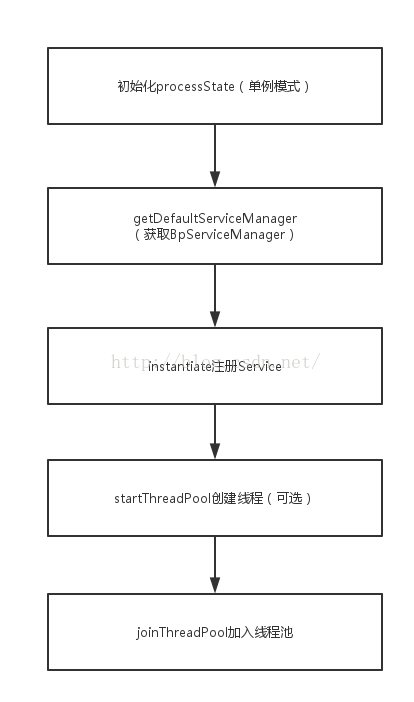 初始化processState（单例模式）
getDefaultServiceManager
（获取BpServiceManager）
http://blog.csdn.net/
instantiate注册Service
startThreadPool创建线程（可选）
joinThreadPool加入线程池